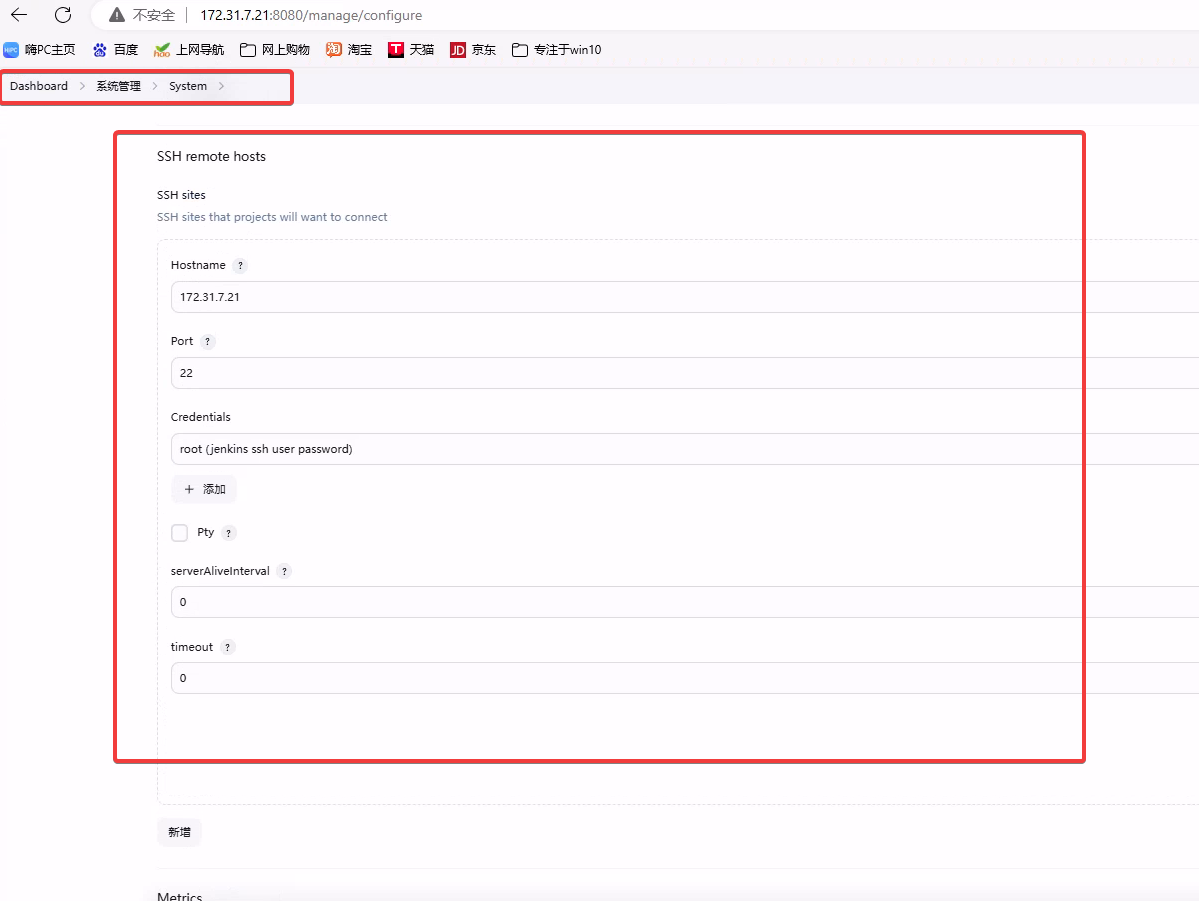 不安全 172.31.7.21:8080/manage/configure
嗨PC主页 百度 上网导航 网上购物 淘宝 天猫 京东 专注于win10
Dashboard 系统管理 System
SSH remote hosts
SSH sites
SSH sites that projects will want to connect
Hostname ?
172.31.7.21
Port ?
22
Credentials
root (jenkins ssh user password)
+ 添加
Pty ?
serverAliveInterval ?
0
timeout ?
0
新增
Metrics